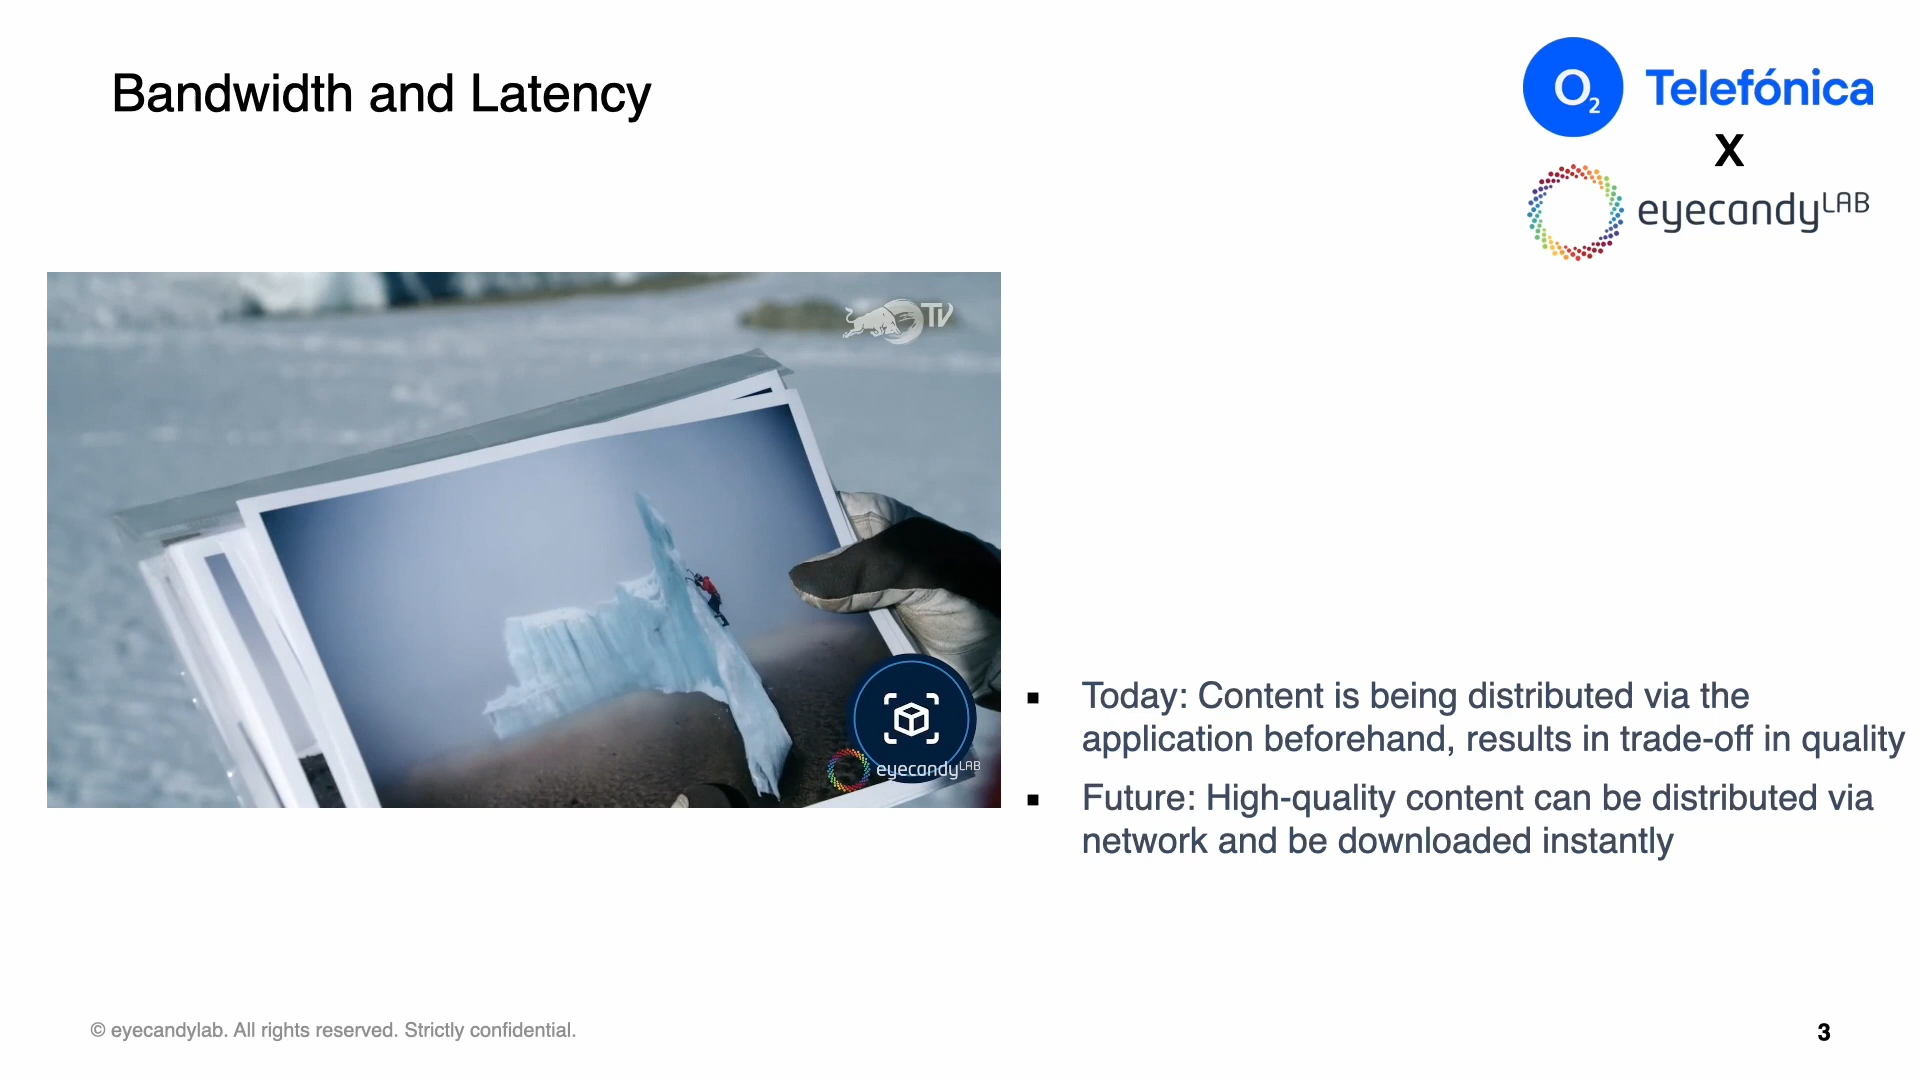 Bandwidth and Latency
O2 Telefónica
X
eyecandyLAB
TV
eyecandyLAB
▪ Today: Content is being distributed via the
application beforehand, results in trade-off in quality
▪ Future: High-quality content can be distributed via
network and be downloaded instantly
© eyecandylab. All rights reserved. Strictly confidential.
3